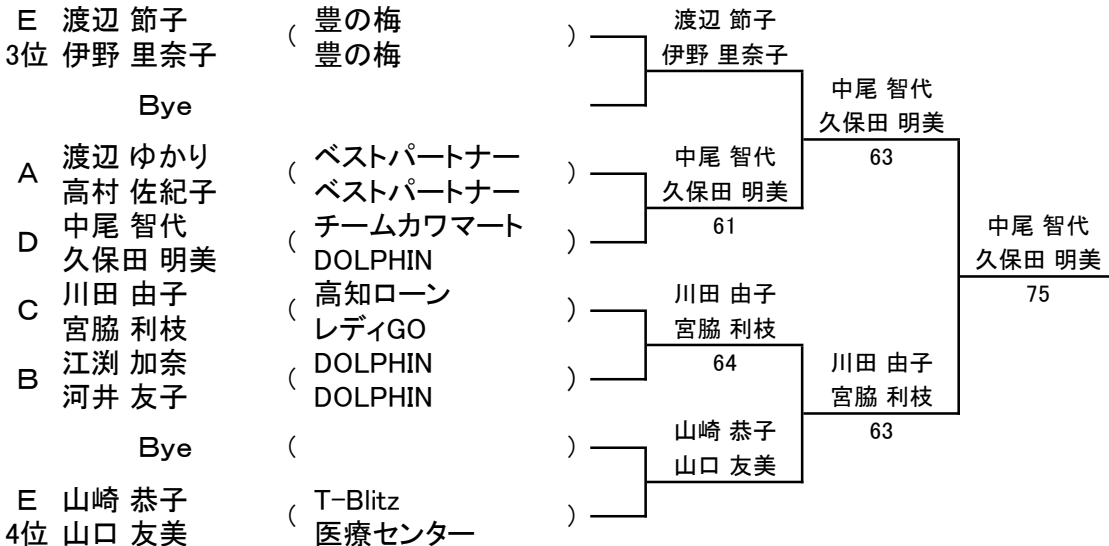 E 渡辺 節子 ( 豊の梅 )
3位 伊野 里奈子 豊の梅
Bye
A 渡辺 ゆかり ( ベストパートナー )
高村 佐紀子 ベストパートナー
D 中尾 智代 ( チームカワマート )
久保田 明美 DOLPHIN
C 川田 由子 ( 高知ローン )
宮脇 利枝 レディGO
B 江渕 加奈 ( DOLPHIN )
河井 友子 DOLPHIN
Bye ( )
E 山崎 恭子 ( T-Blitz )
4位 山口 友美 医療センター
渡辺 節子
伊野 里奈子
中尾 智代
久保田 明美
61
川田 由子
宮脇 利枝
64
山崎 恭子
山口 友美
中尾 智代
久保田 明美
63
川田 由子
宮脇 利枝
63
中尾 智代
久保田 明美
75